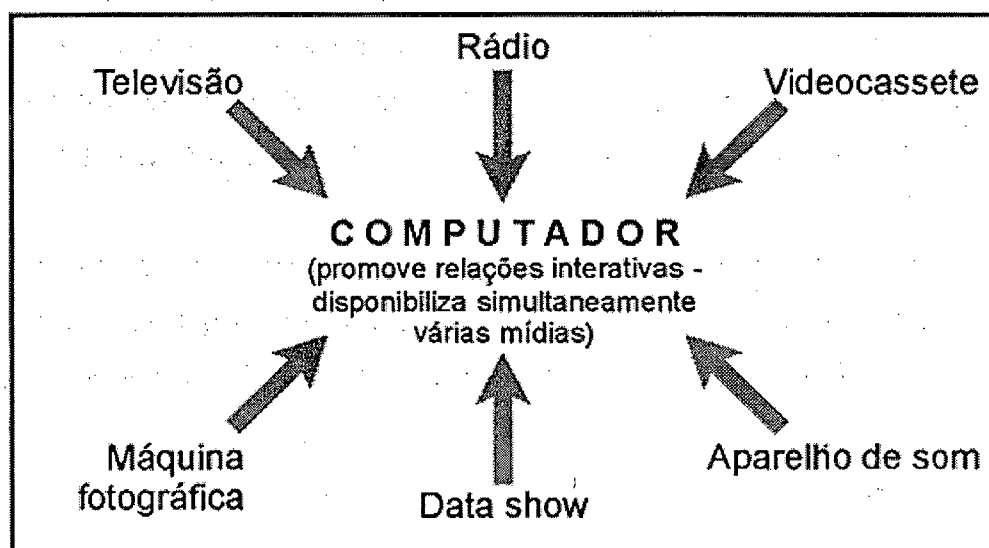 Rádio
Televisão
Videocassete
COMPUTADOR
(promove relações interativas -
disponibiliza simultaneamente
várias mídias)
Máquina
fotográfica
Data show
Aparelho de som